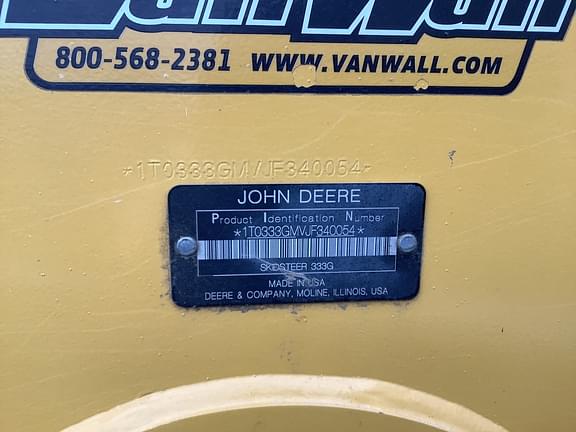 VanWall
800-568-2381 WWW.VANWALL.COM
*1T0333GMVJF340054*
JOHN DEERE
Product Identification Number
*1T0333GMVJF340054*
SKIDSTEER 333G
MADE IN USA
DEERE & COMPANY, MOLINE, ILLINOIS, USA